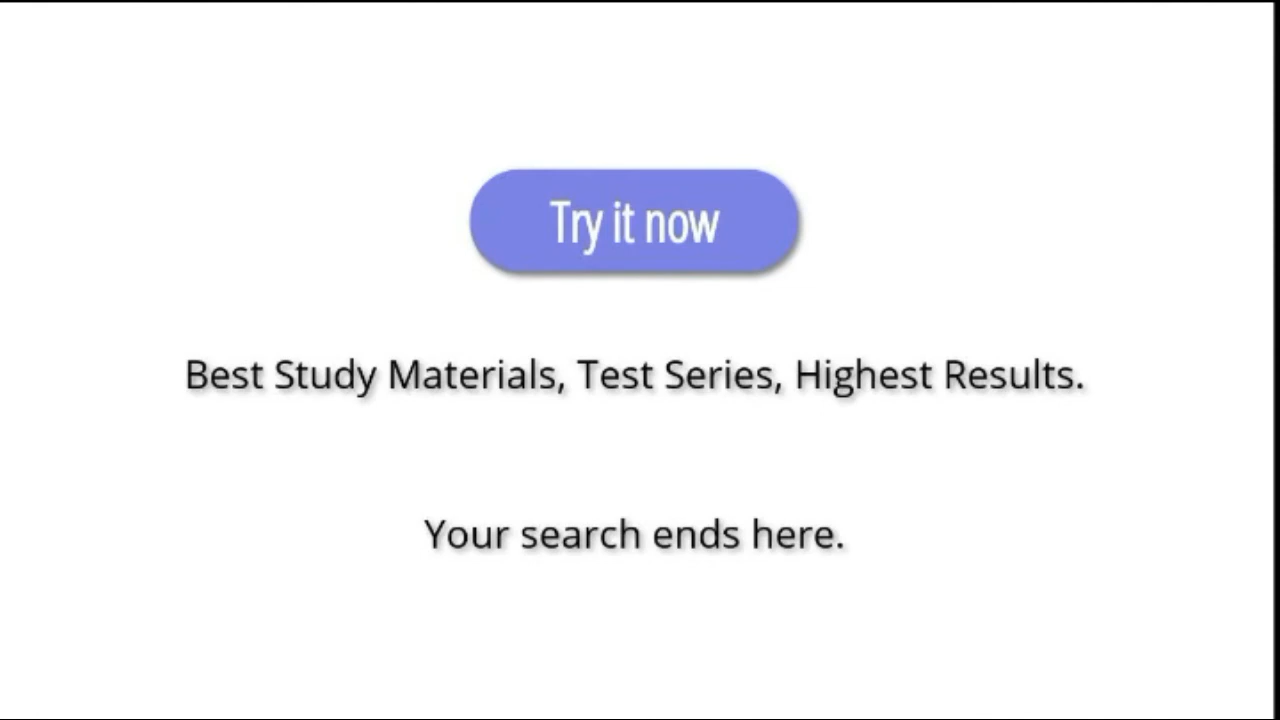 Try it now
Best Study Materials, Test Series, Highest Results.
Your search ends here.